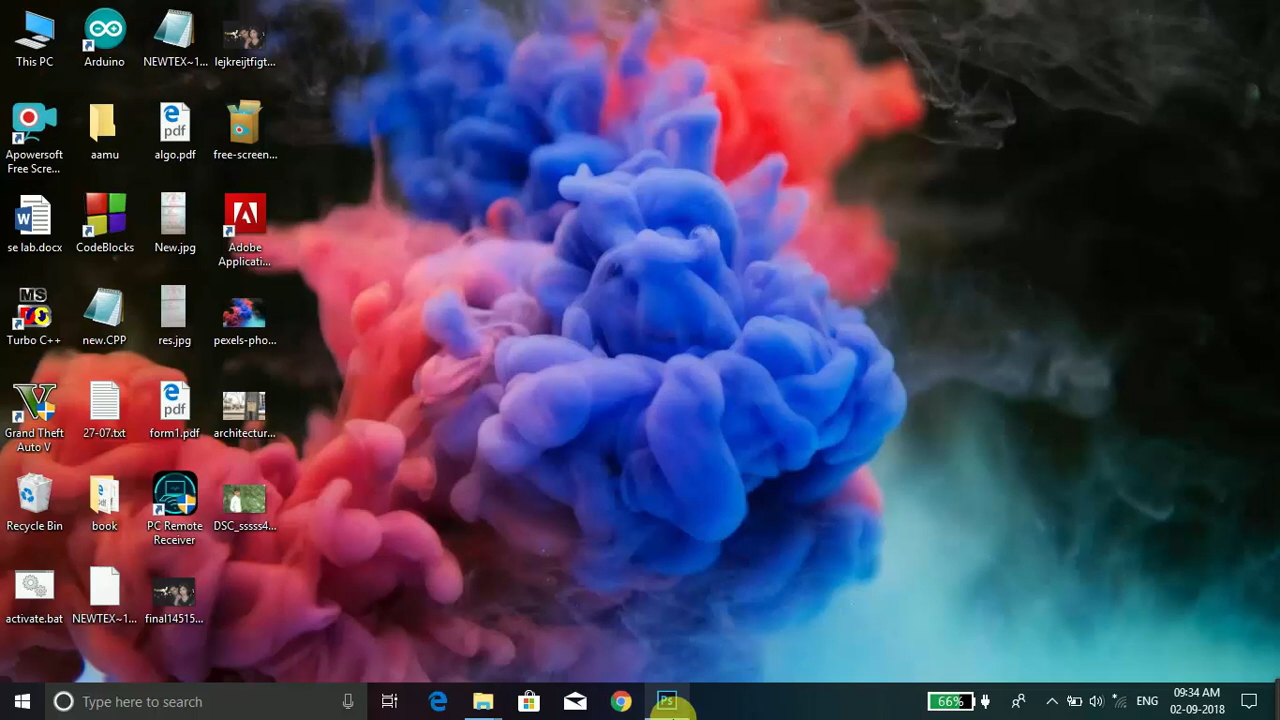 This PC
Arduino
NEWTEX~1...
lejkreijtfigt...
Apowersoft
Free Scre...
aamu
pdf
algo.pdf
free-screen...
se lab.docx
CodeBlocks
New.jpg
Adobe
Applicati...
MS
Turbo C++
new.CPP
res.jpg
pexels-pho...
Grand Theft
Auto V
27-07.txt
pdf
form1.pdf
architectur...
Recycle Bin
book
PC Remote
Receiver
DSC_sssss4...
activate.bat
NEWTEX~1...
final14515...
Type here to search
Ps
66%
ENG
09:34 AM
02-09-2018